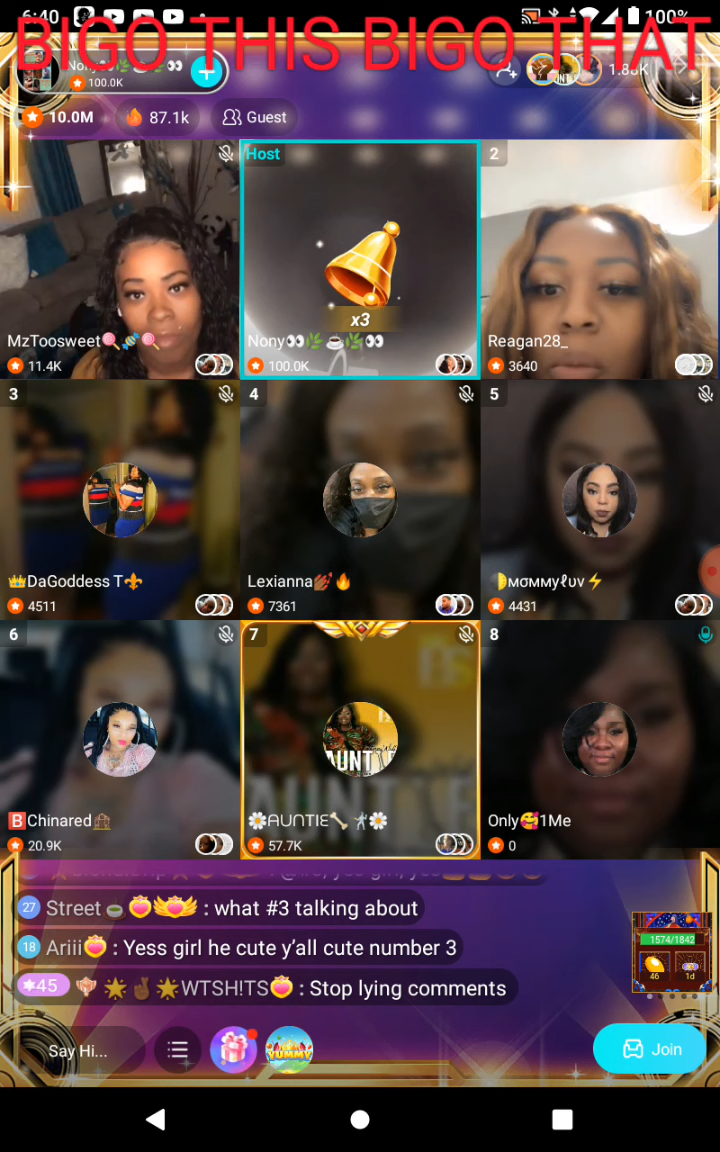 6:40
100%
BIGO THIS BIGO THAT
Nony
100.0K
10.0M
87.1k
Guest
Host
2
x3
MzToosweet🍭🍬🍭
Nony👀🌿☕🌿👀
Reagan28_
11.4K
100.0K
3640
3
4
5
👑DaGoddess T⚜️
Lexianna💅🏾🔥
🌗мσммуℓυν⚡
4511
7361
4431
6
7
8
AUNT
🅱️Chinared🏚️
🌼AUПTIE🦴🌼
Only🥰1Me
20.9K
57.7K
0
27 Street☕ : what #3 talking about
18 Ariii : Yess girl he cute y’all cute number 3
45 🌟🤞🏾🌟WTSH!TS : Stop lying comments
1574/1842
46
1d
Say Hi...
YUMMY
Join